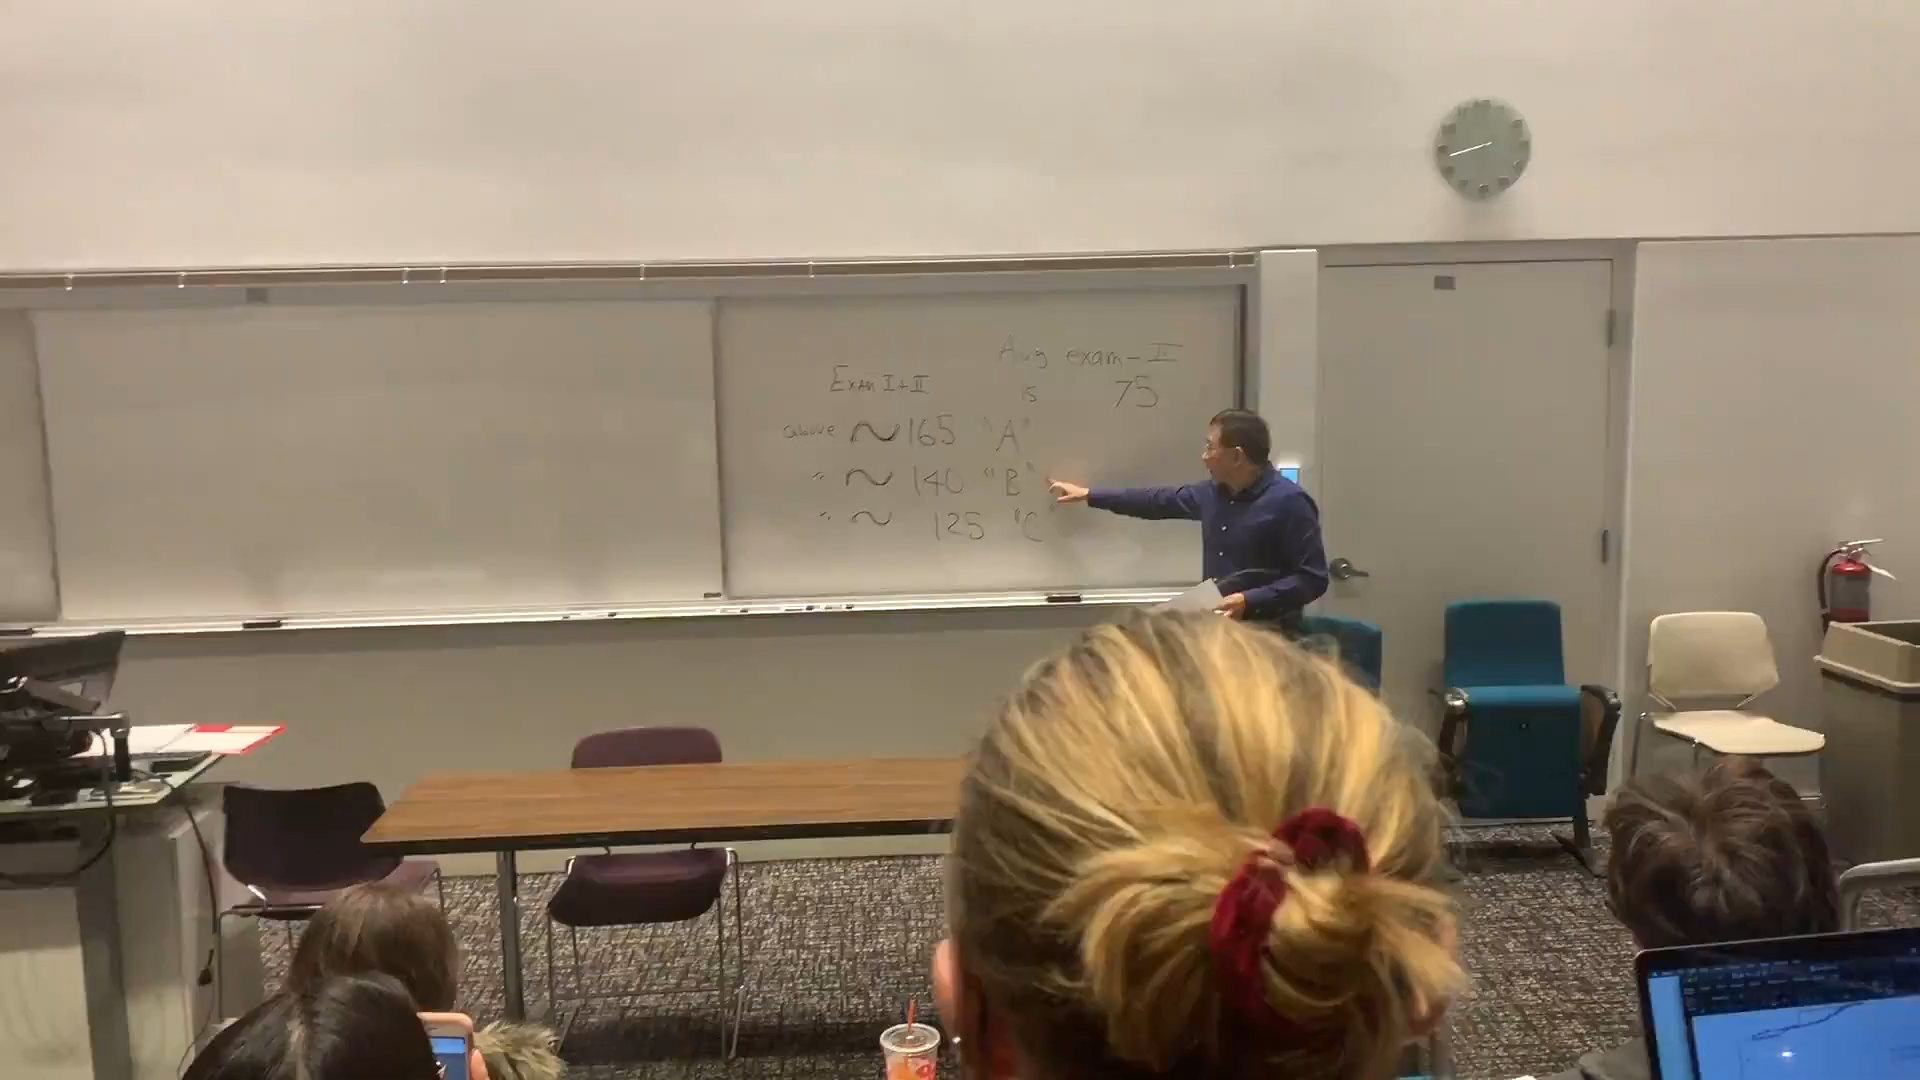 Avg exam-II
is 75
Exam I+II
above ~165 "A"
" ~ 140 "B"
" ~ 125 "C"